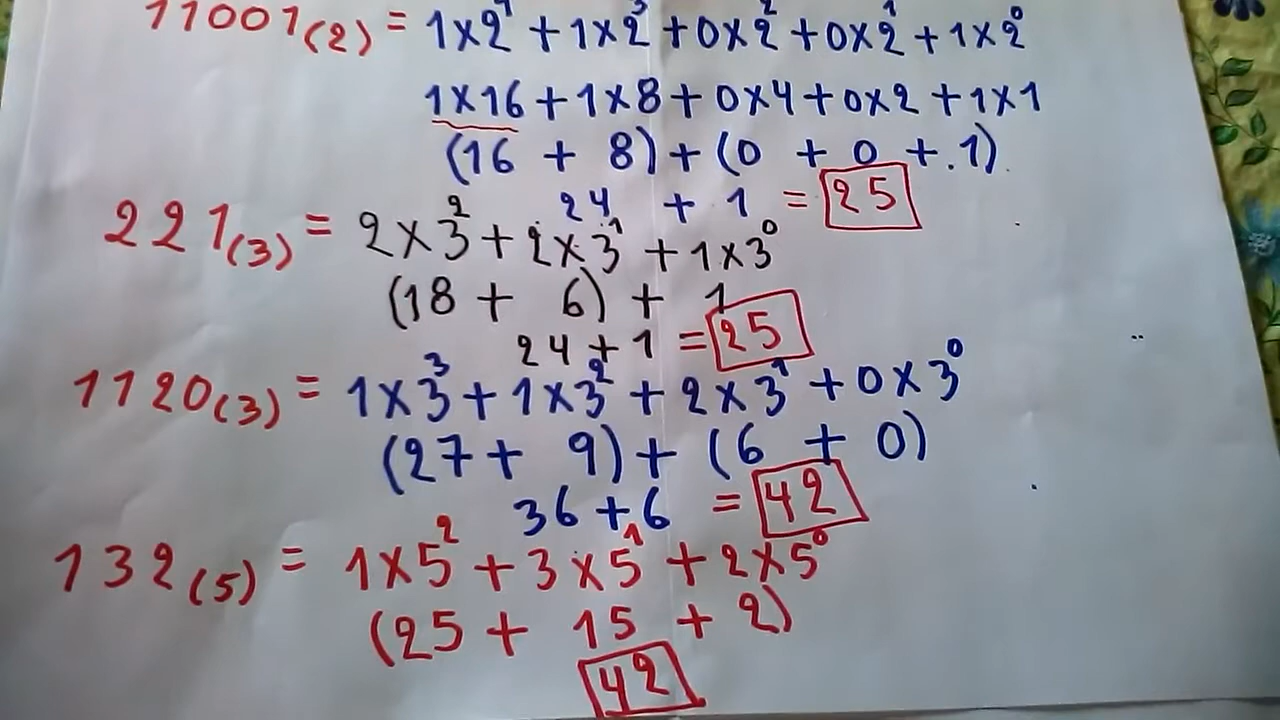 11001(2) = 1x2⁴ + 1x2³ + 0x2² + 0x2¹ + 1x2⁰
1x16 + 1x8 + 0x4 + 0x2 + 1x1
(16 + 8) + (0 + 0 + 1)
24 + 1 = 25
221(3) = 2x3² + 2x3¹ + 1x3⁰
(18 + 6) + 1
24 + 1 = 25
1120(3) = 1x3³ + 1x3² + 2x3¹ + 0x3⁰
(27 + 9) + (6 + 0)
36 + 6 = 42
132(5) = 1x5² + 3x5¹ + 2x5⁰
(25 + 15 + 2)
42